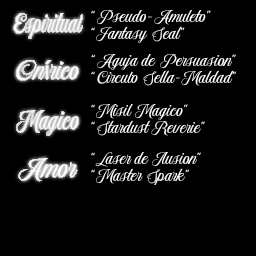 Espiritual
"Pseudo-Amuleto"
"Fantasy Seal"
Onírico
"Aguja de Persuasion"
"Circulo Sella-Maldad"
Magico
"Misil Magico"
"Stardust Reverie"
Amor
"Laser de Ilusion"
"Master Spark"